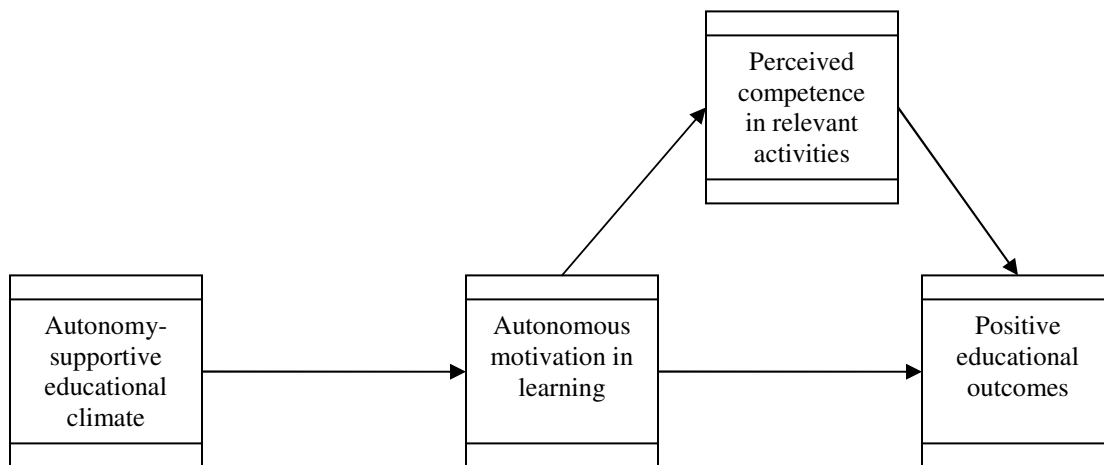 Perceived
competence
in relevant
activities
Autonomy-
supportive
educational
climate
Autonomous
motivation in
learning
Positive
educational
outcomes